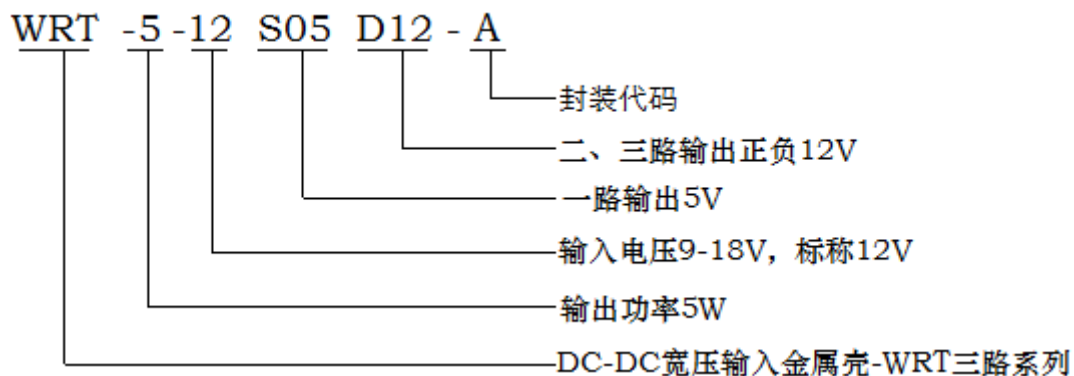 WRT -5 -12 S05 D12 - A
封装代码
二、三路输出正负12V
一路输出5V
输入电压9-18V，标称12V
输出功率5W
DC-DC宽压输入金属壳-WRT三路系列